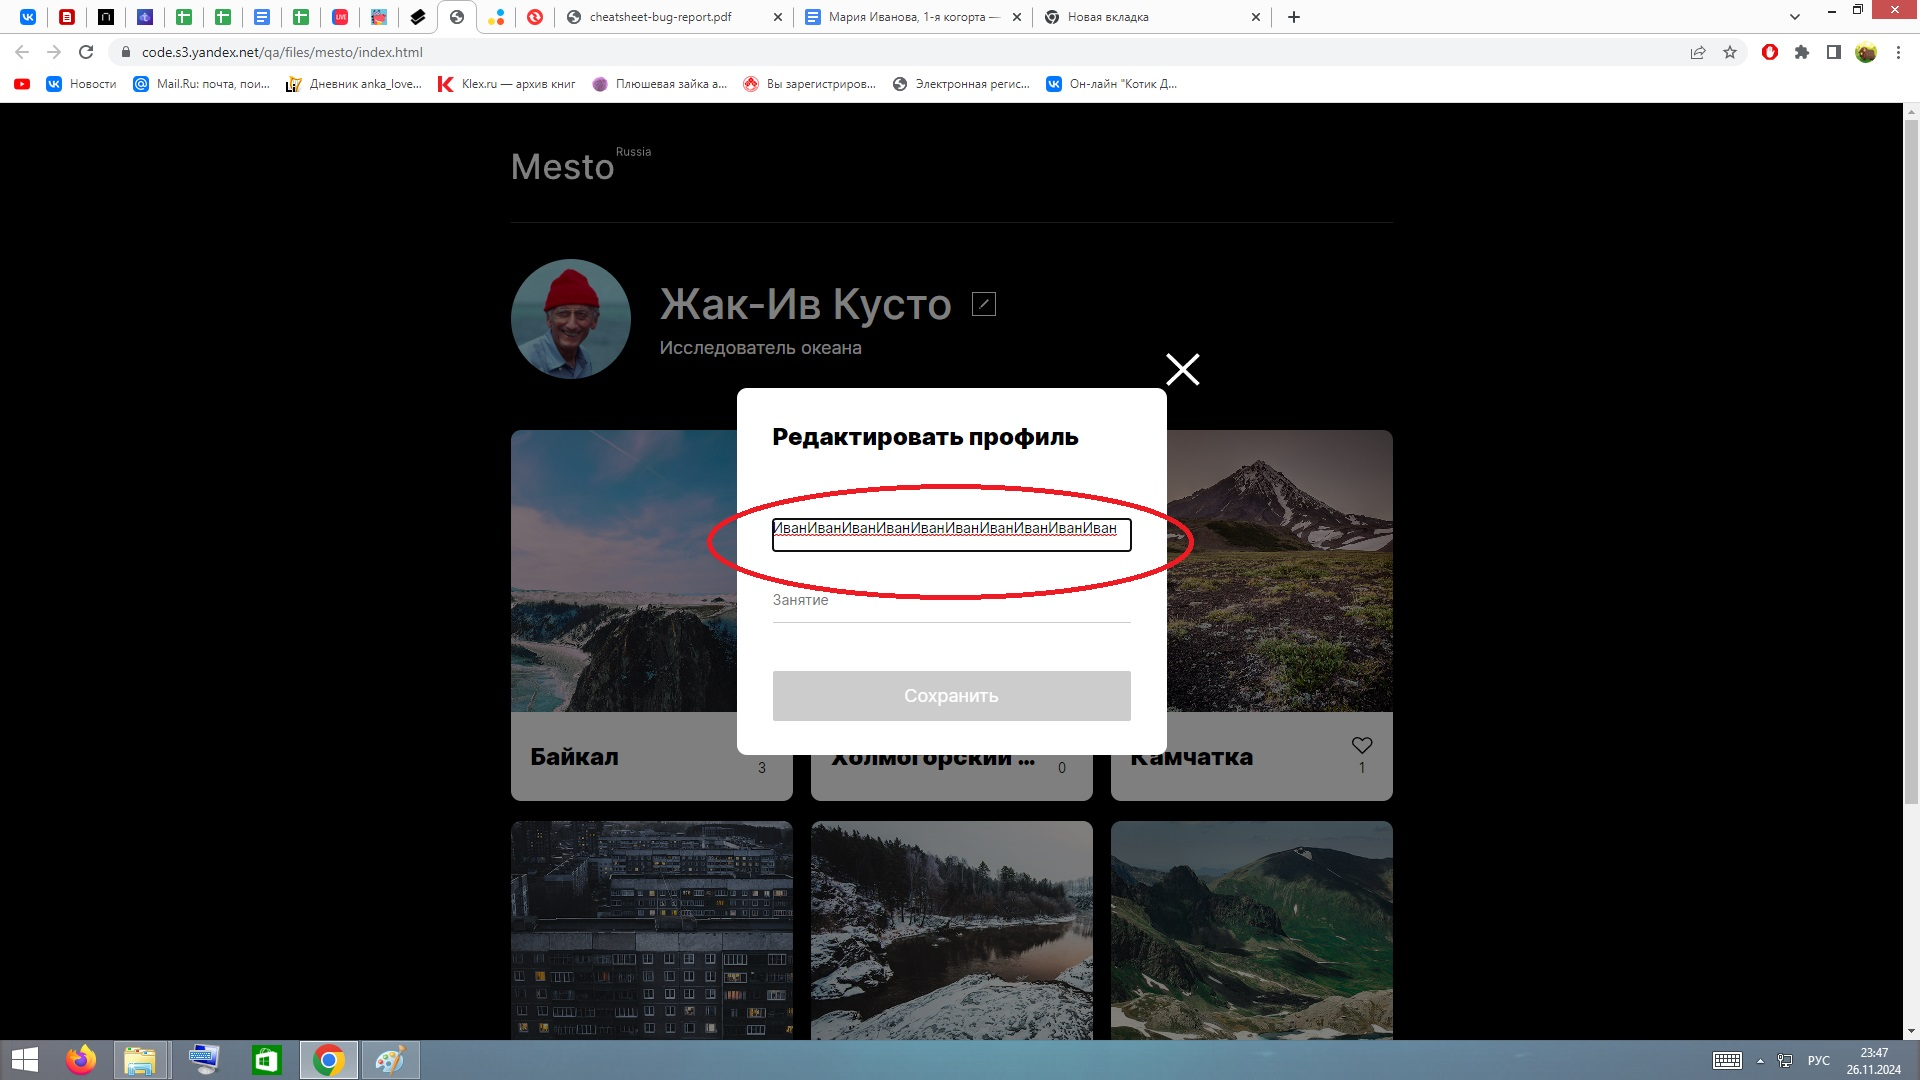 cheatsheet-bug-report.pdf
Мария Иванова, 1-я когорта —
Новая вкладка
code.s3.yandex.net/qa/files/mesto/index.html
Новости
Mail.Ru: почта, пои...
Дневник anka_love...
Klex.ru — архив книг
Плюшевая зайка а...
Вы зарегистриров...
Электронная регис...
Он-лайн "Котик Д...
Mesto Russia
Жак-Ив Кусто
Исследователь океана
Редактировать профиль
ИванИванИванИванИванИванИванИванИванИван
Занятие
Сохранить
Байкал
3
Холмогорский ...
0
Камчатка
1
РУС
23:47
26.11.2024